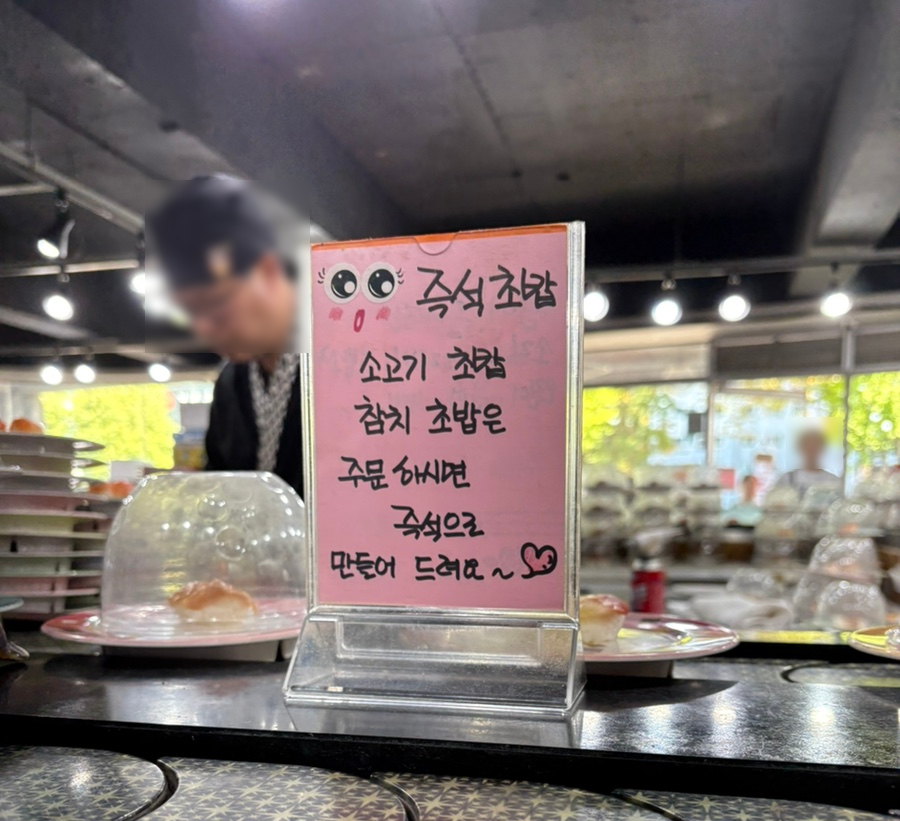 즉석 초밥
소고기 초밥
참치 초밥은
주문하시면
즉석으로
만들어 드려요~♡